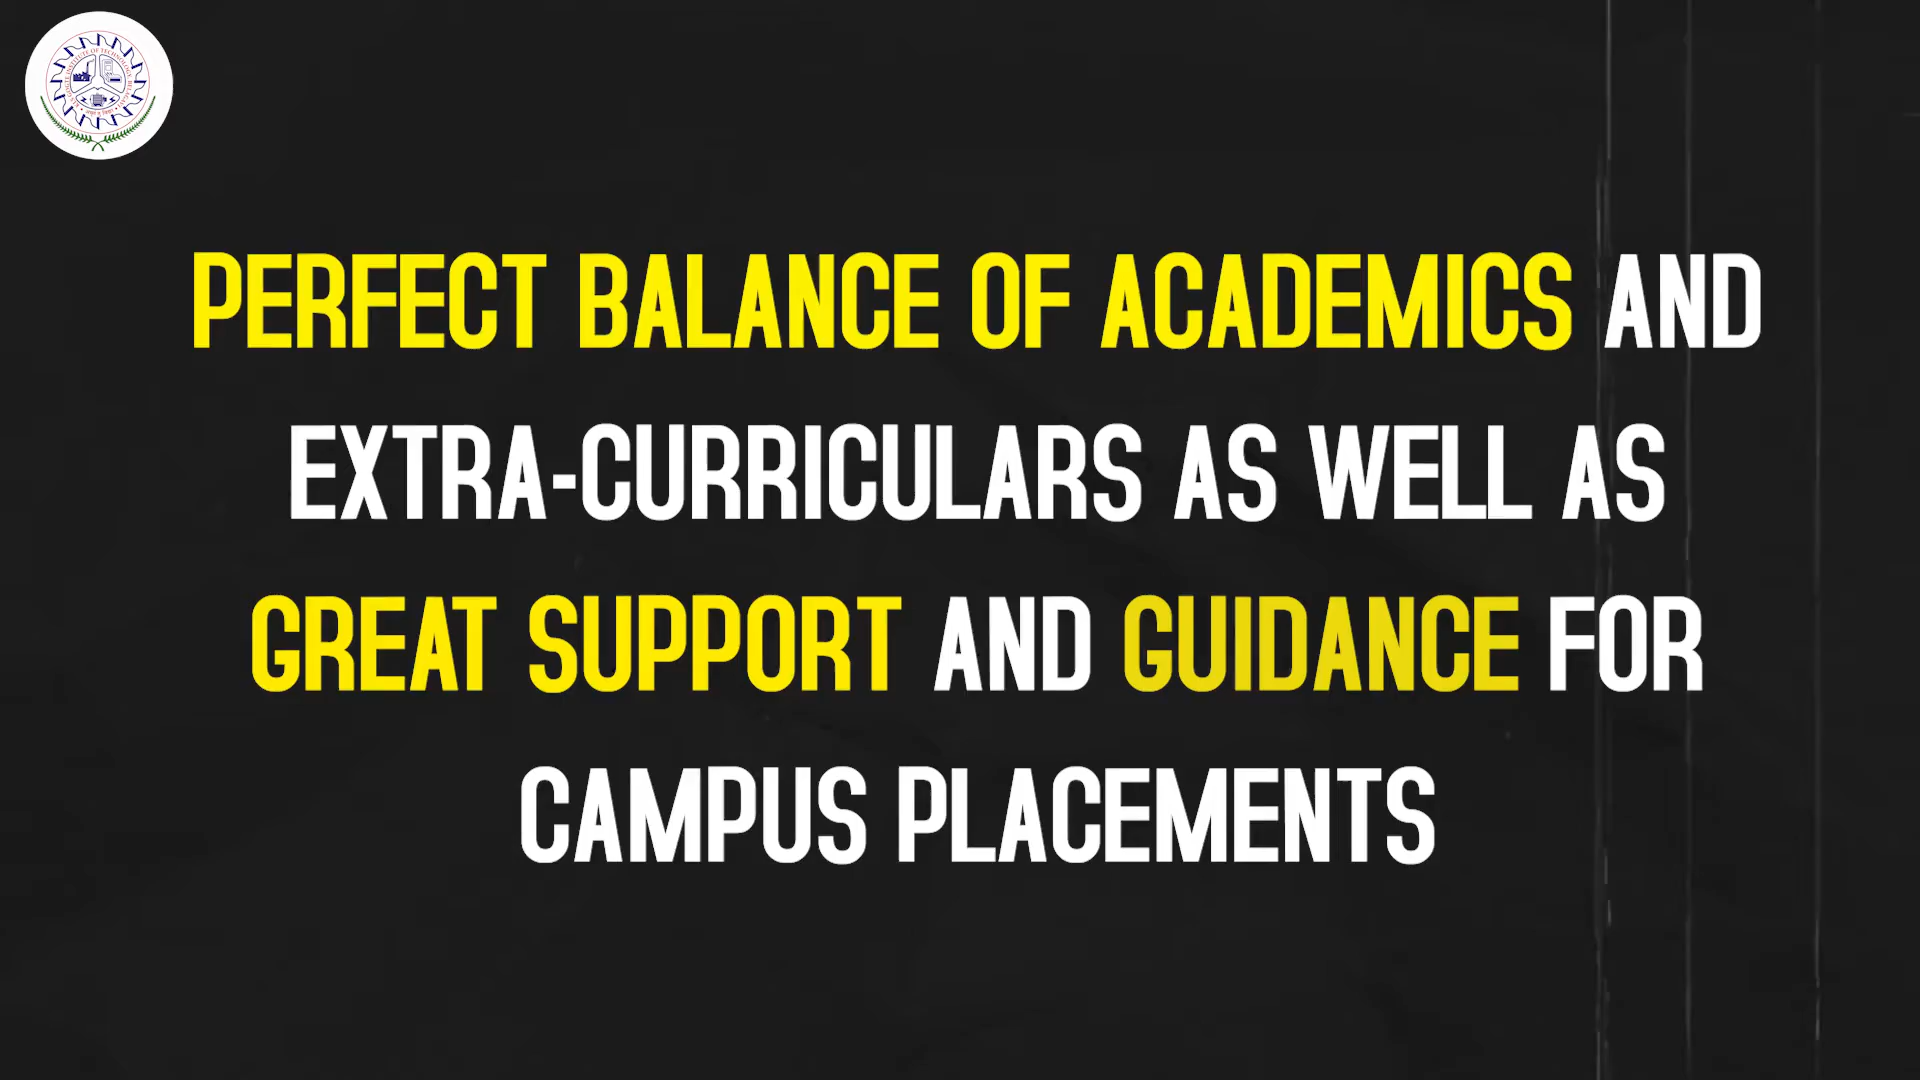 PERFECT BALANCE OF ACADEMICS AND
EXTRA-CURRICULARS AS WELL AS
GREAT SUPPORT AND GUIDANCE FOR
CAMPUS PLACEMENTS